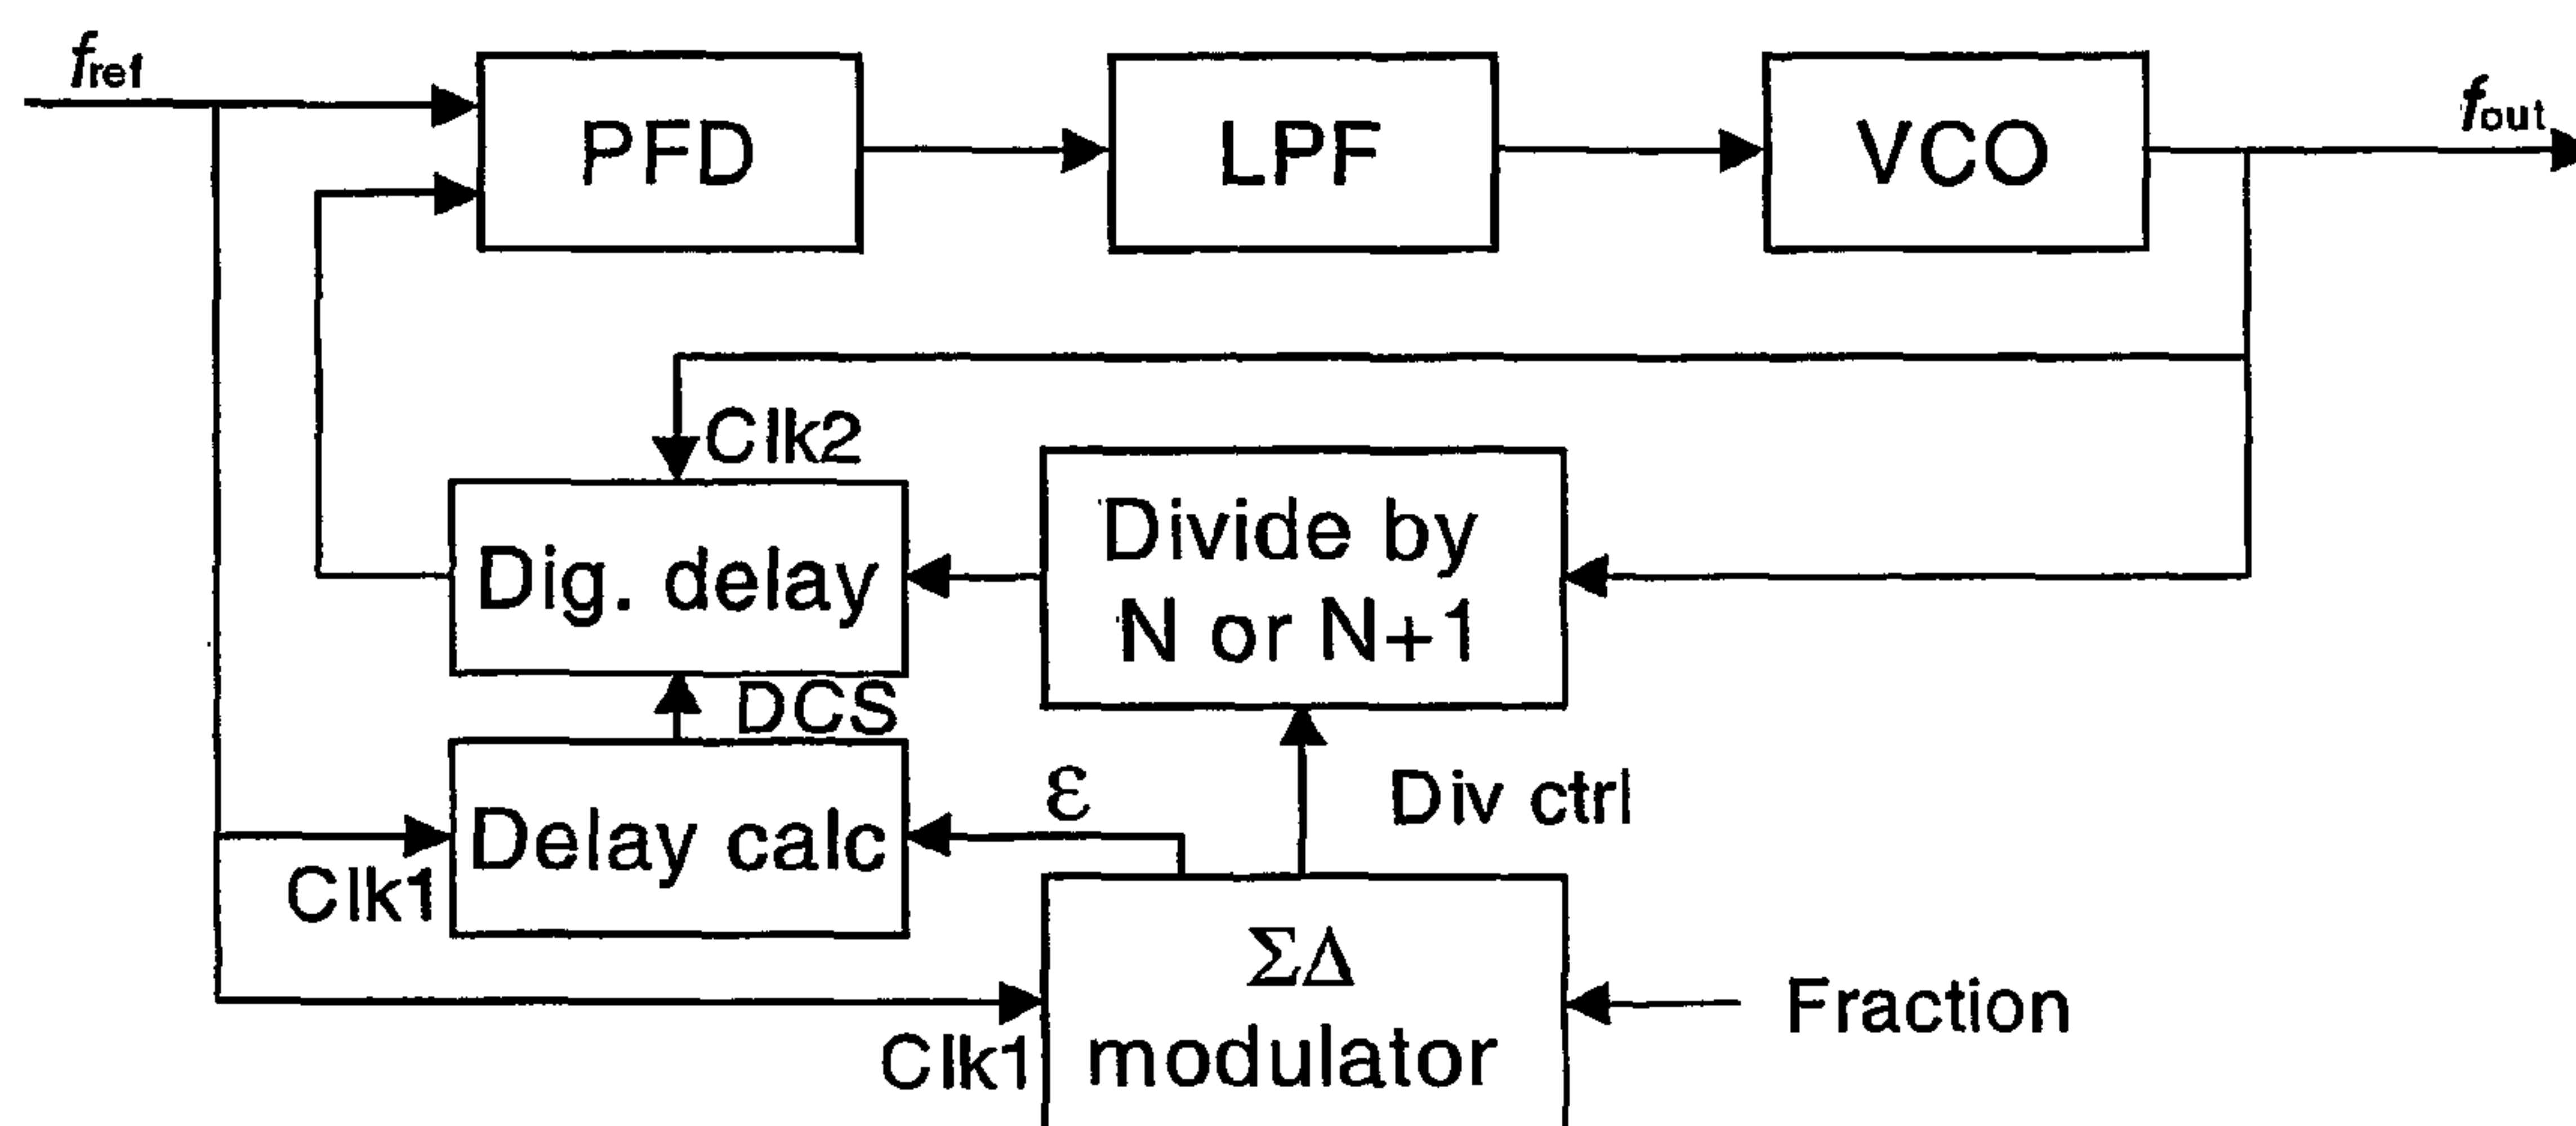 fref
PFD
LPF
VCO
fout
Clk2
Dig. delay
Divide by
N or N+1
DCS
Delay calc
ε
Div ctrl
Clk1
ΣΔ
modulator
Fraction
Clk1